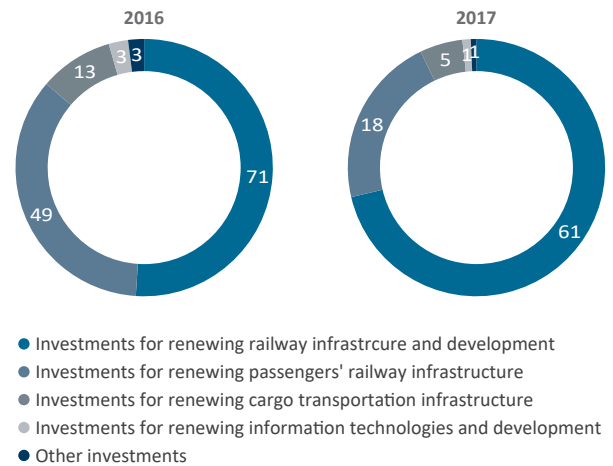 2016
2017
3
3
13
71
49
1
1
5
18
61
Investments for renewing railway infrastrcure and development
Investments for renewing passengers' railway infrastructure
Investments for renewing cargo transportation infrastructure
Investments for renewing information technologies and development
Other investments